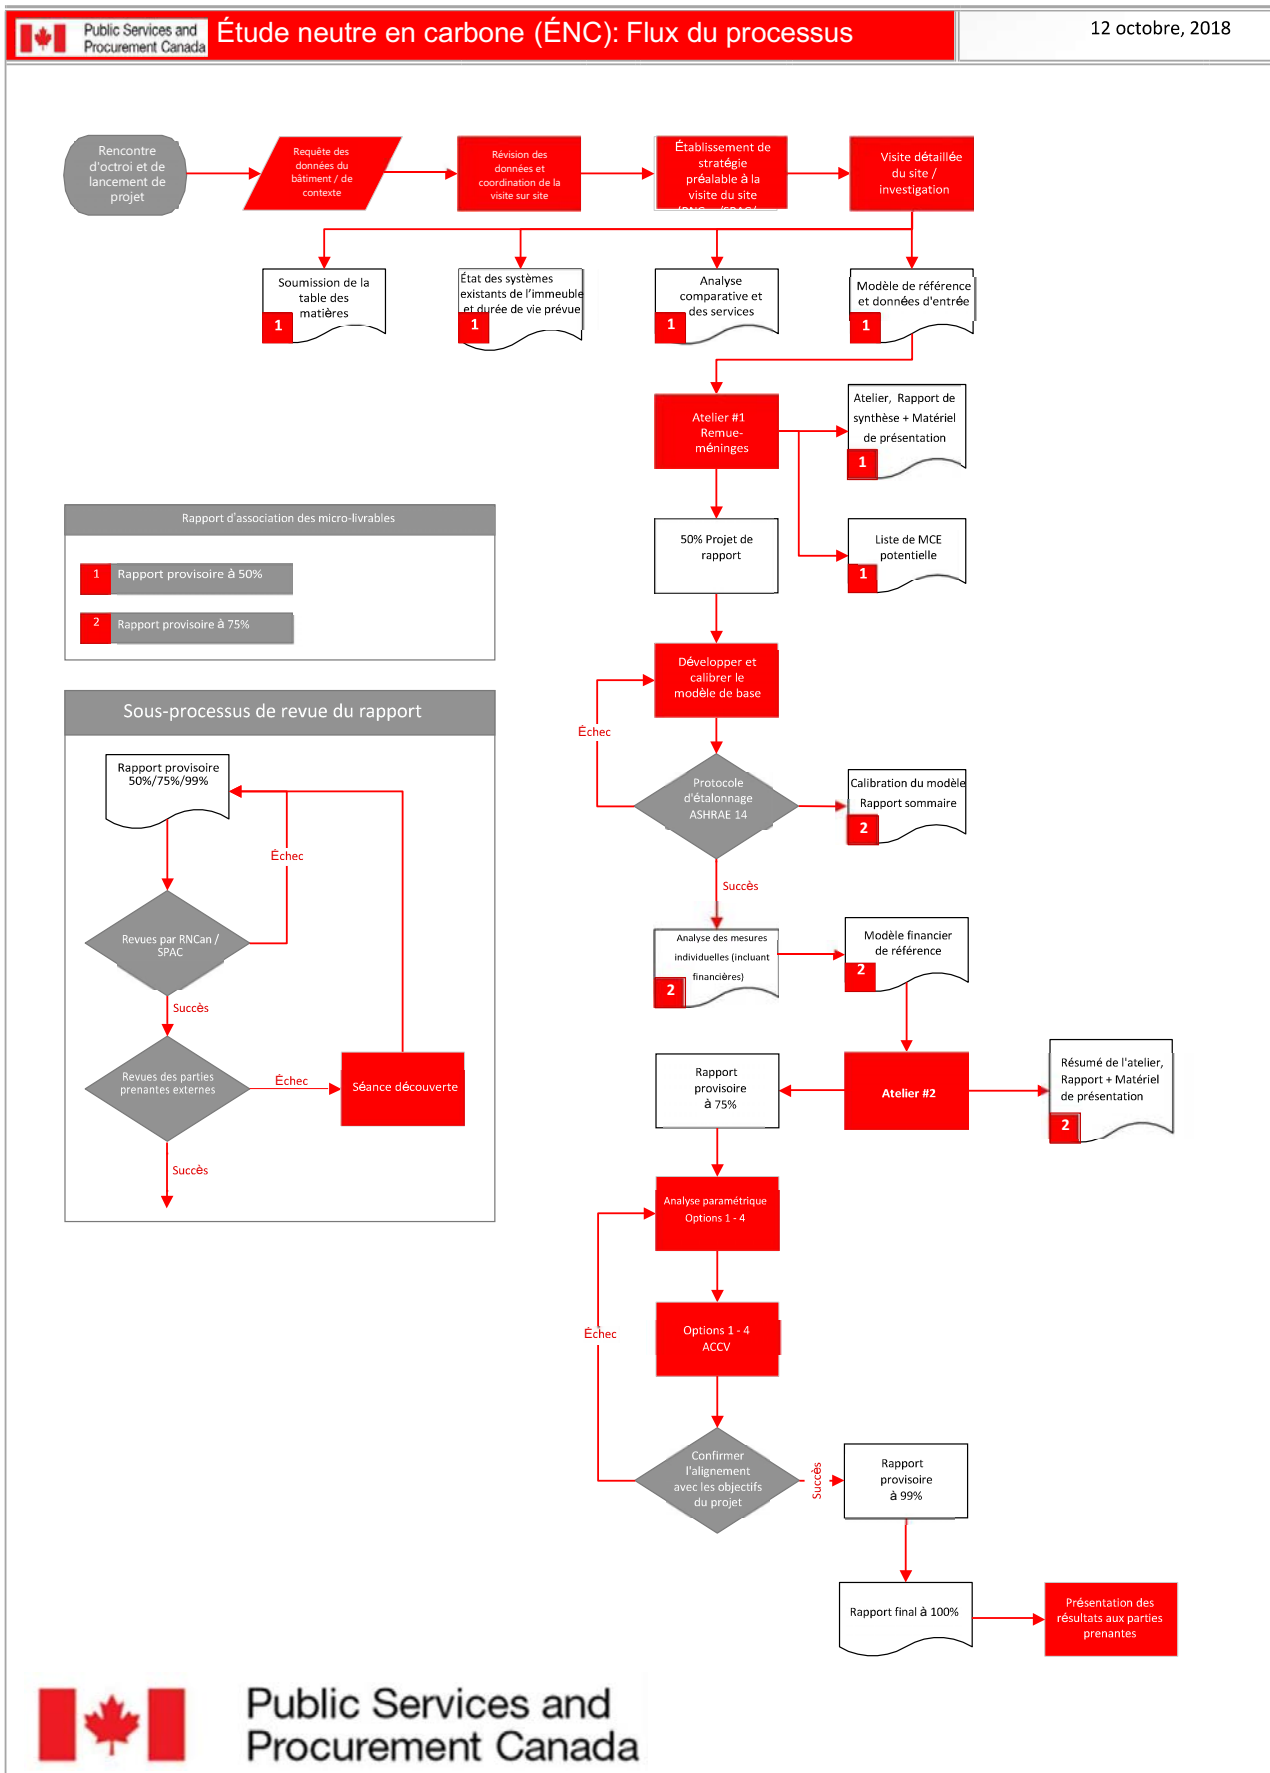 Public Services and
Procurement Canada
Étude neutre en carbone (ÉNC): Flux du processus
12 octobre, 2018
Rencontre
d'octroi et de
lancement de
projet
Requête des
données du
bâtiment / de
contexte
Révision des
données et
coordination de la
visite sur site
Établissement de
stratégie
préalable à la
visite du site
Visite détaillée
du site /
investigation
Soumission de la
table des
matières
1
État des systèmes
existants de l'immeuble
et durée de vie prévue
1
Analyse
comparative et
des services
1
Modèle de référence
et données d'entrée
1
Atelier #1
Remue-
méninges
Atelier, Rapport de
synthèse + Matériel
de présentation
1
50% Projet de
rapport
Liste de MCE
potentielle
1
Rapport d'association des micro-livrables
1 Rapport provisoire à 50%
2 Rapport provisoire à 75%
Développer et
calibrer le
modèle de base
Échec
Protocole
d'étalonnage
ASHRAE 14
Calibration du modèle
Rapport sommaire
2
Succès
Analyse des mesures
individuelles (incluant
financières)
2
Modèle financier
de référence
2
Sous-processus de revue du rapport
Rapport provisoire
50%/75%/99%
Échec
Revues par RNCan /
SPAC
Succès
Revues des parties
prenantes externes
Échec
Séance découverte
Succès
Rapport
provisoire
à 75%
Atelier #2
Résumé de l'atelier,
Rapport + Matériel
de présentation
2
Analyse paramétrique
Options 1 - 4
Échec
Options 1 - 4
ACCV
Confirmer
l'alignement
avec les objectifs
du projet
Succès
Rapport
provisoire
à 99%
Rapport final à 100%
Présentation des
résultats aux parties
prenantes
Public Services and
Procurement Canada